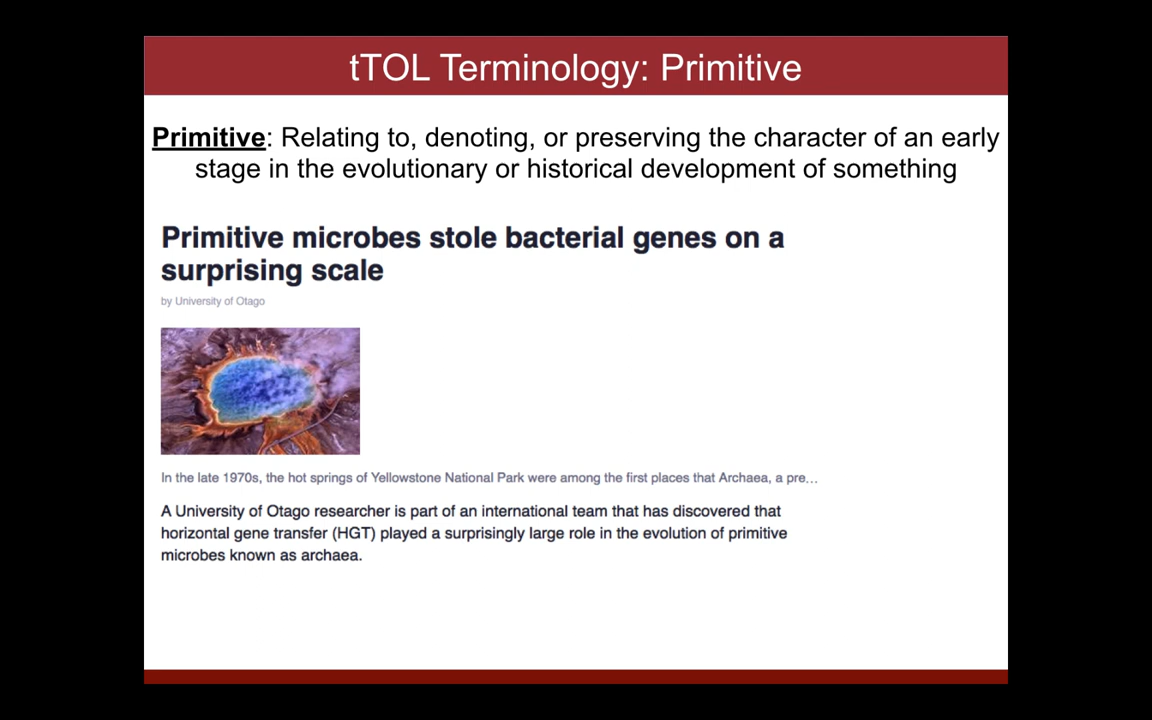 tTOL Terminology: Primitive
Primitive: Relating to, denoting, or preserving the character of an early
stage in the evolutionary or historical development of something
Primitive microbes stole bacterial genes on a
surprising scale
by University of Otago
In the late 1970s, the hot springs of Yellowstone National Park were among the first places that Archaea, a pre...
A University of Otago researcher is part of an international team that has discovered that
horizontal gene transfer (HGT) played a surprisingly large role in the evolution of primitive
microbes known as archaea.